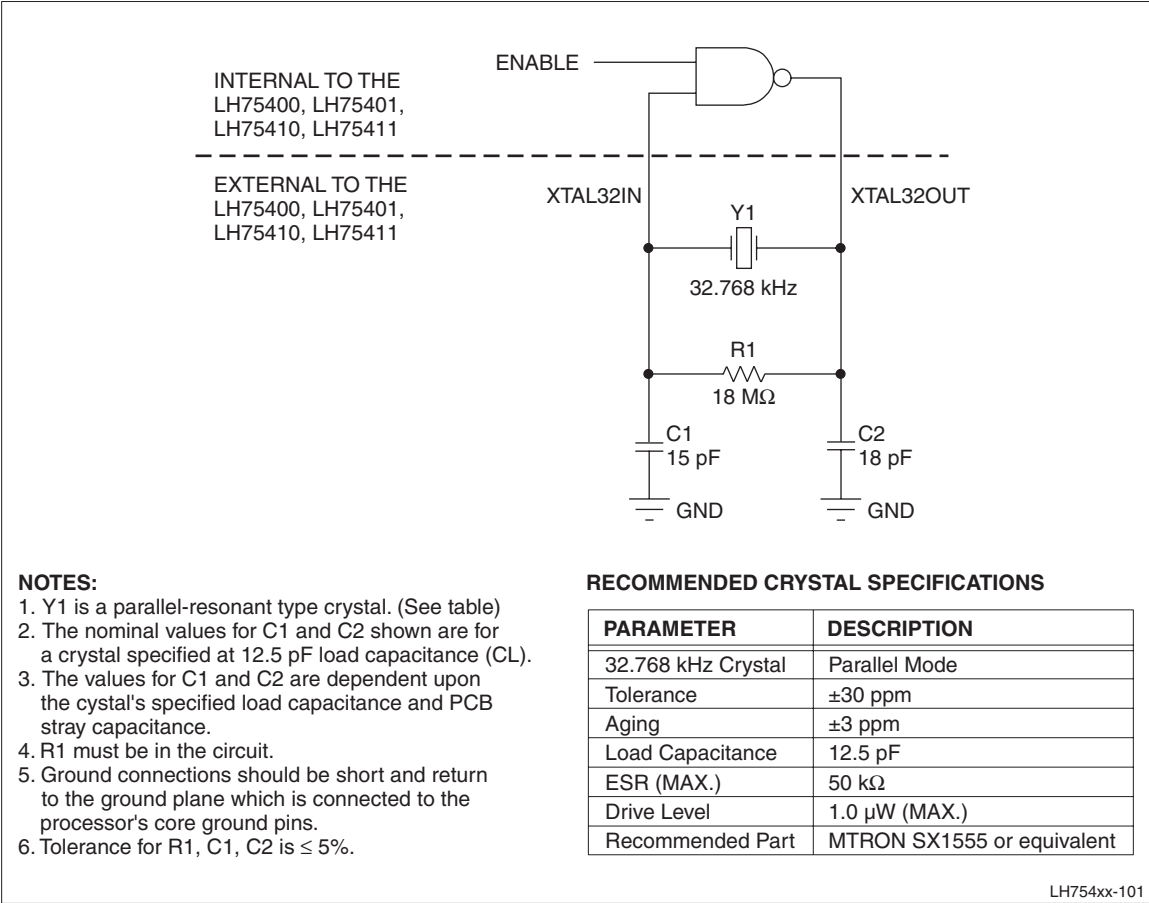 ENABLE
INTERNAL TO THE
LH75400, LH75401,
LH75410, LH75411
EXTERNAL TO THE
LH75400, LH75401,
LH75410, LH75411
XTAL32IN
XTAL32OUT
Y1
32.768 kHz
R1
18 MΩ
C1
15 pF
C2
18 pF
GND
GND
NOTES:
1. Y1 is a parallel-resonant type crystal. (See table)
2. The nominal values for C1 and C2 shown are for
a crystal specified at 12.5 pF load capacitance (CL).
3. The values for C1 and C2 are dependent upon
the cystal's specified load capacitance and PCB
stray capacitance.
4. R1 must be in the circuit.
5. Ground connections should be short and return
to the ground plane which is connected to the
processor's core ground pins.
6. Tolerance for R1, C1, C2 is ≤ 5%.
RECOMMENDED CRYSTAL SPECIFICATIONS
PARAMETER DESCRIPTION
32.768 kHz Crystal Parallel Mode
Tolerance ±30 ppm
Aging ±3 ppm
Load Capacitance 12.5 pF
ESR (MAX.) 50 kΩ
Drive Level 1.0 µW (MAX.)
Recommended Part MTRON SX1555 or equivalent
LH754xx-101